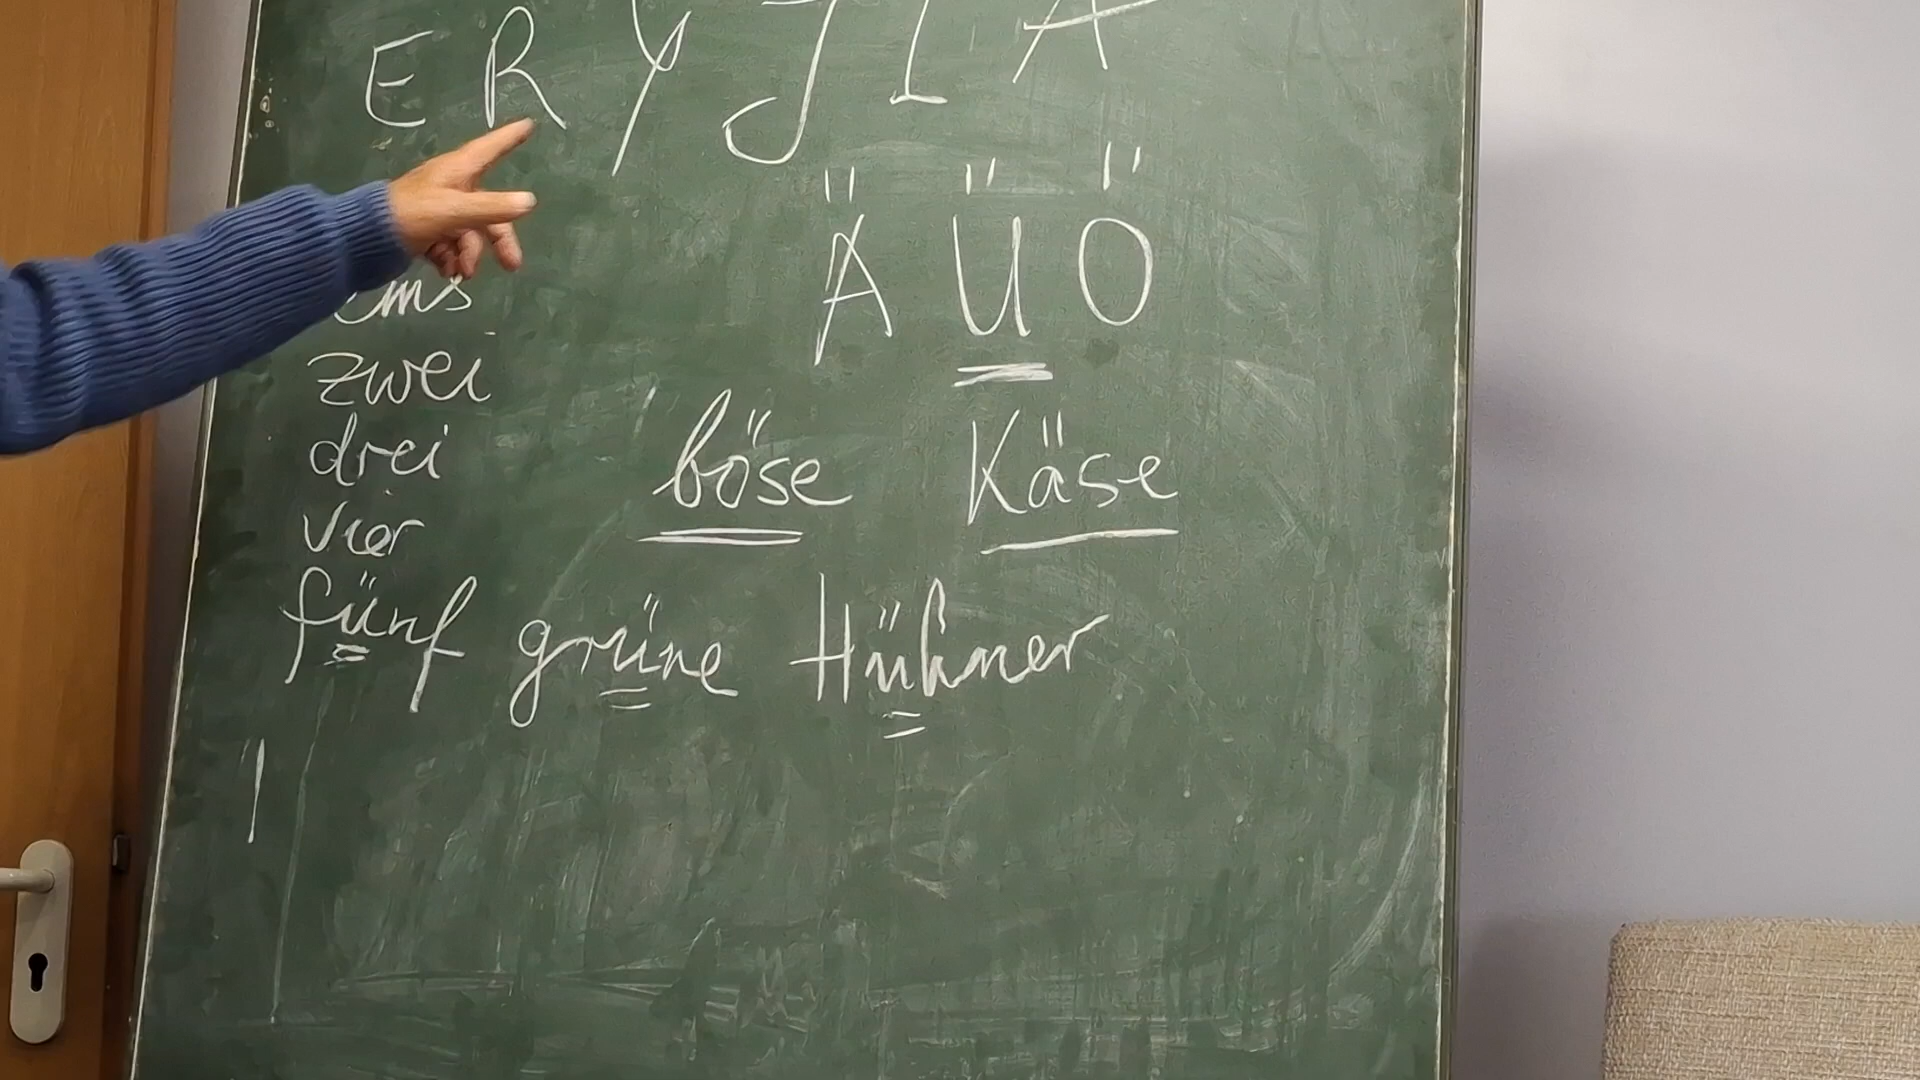 E R Y J I A
Ä Ü Ö
eins
zwei
drei
böse Käse
vier
fünf grüne Hühner